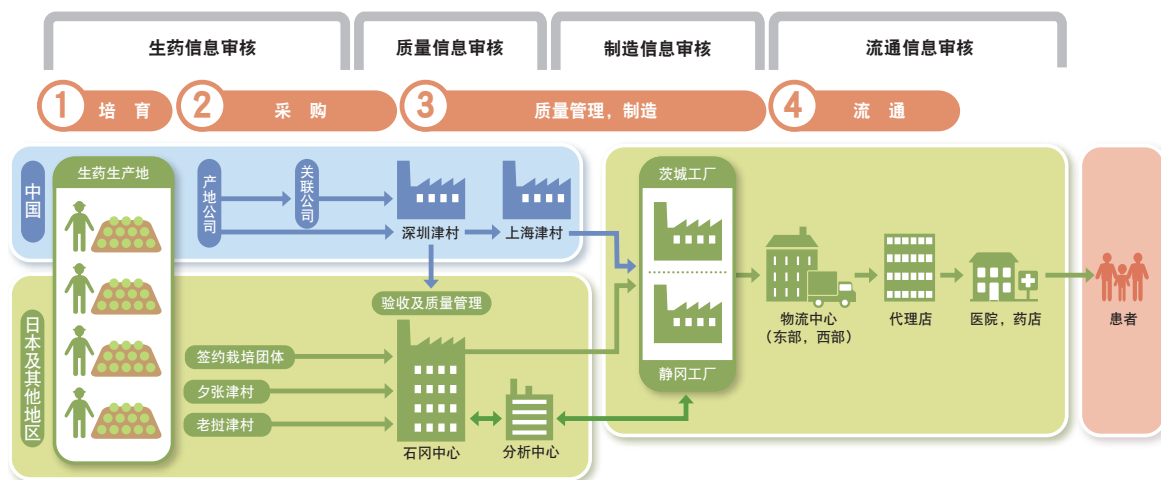 生药信息审核
质量信息审核
制造信息审核
流通信息审核
1 培育
2 采购
3 质量管理，制造
4 流通
中国
生药生产地
产地公司
关联公司
深圳津村
上海津村
日本及其他地区
验收及质量管理
签约栽培团体
夕张津村
老挝津村
石冈中心
分析中心
茨城工厂
静冈工厂
物流中心
（东部，西部）
代理店
医院，药店
患者